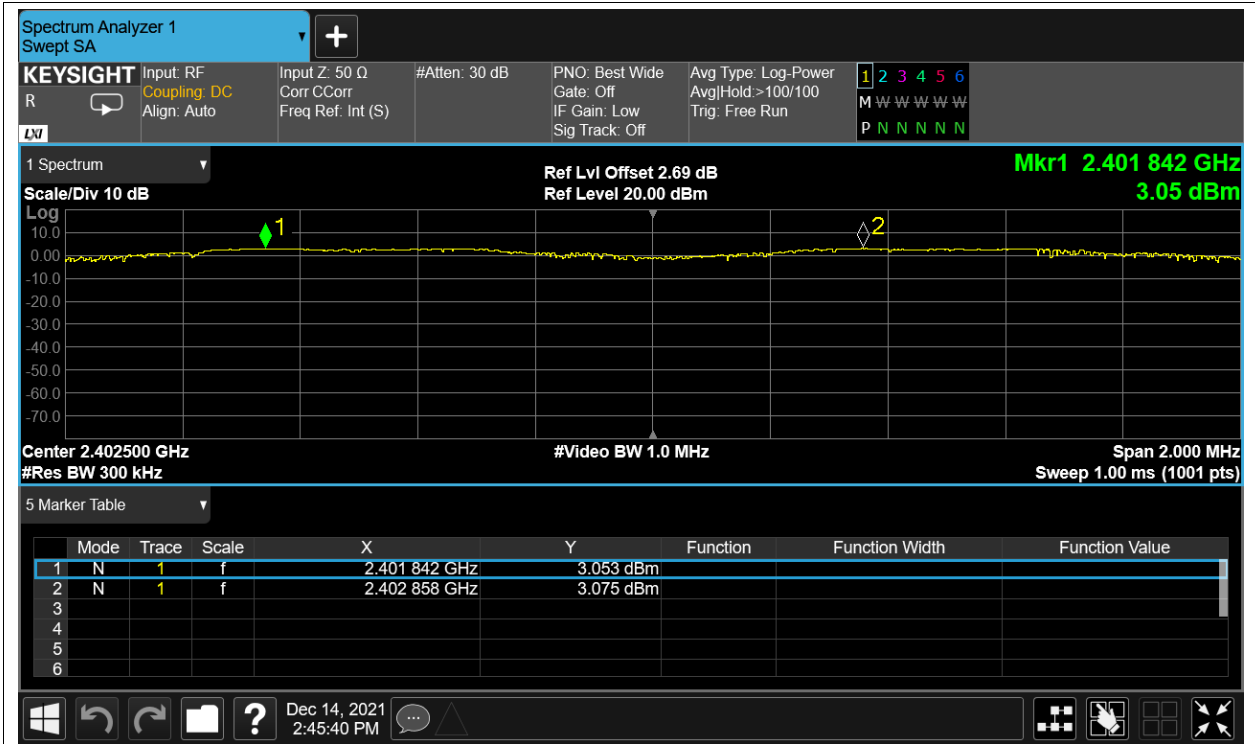 Spectrum Analyzer 1
Swept SA
+
KEYSIGHT Input: RF Input Z: 50 Ω #Atten: 30 dB PNO: Best Wide Avg Type: Log-Power 1 2 3 4 5 6
R Coupling: DC Corr CCorr Gate: Off Avg|Hold:>100/100 M W W W W W
Align: Auto Freq Ref: Int (S) IF Gain: Low Trig: Free Run
LXI Sig Track: Off P N N N N N
1 Spectrum Ref Lvl Offset 2.69 dB Mkr1 2.401 842 GHz
Scale/Div 10 dB Ref Level 20.00 dBm 3.05 dBm
Log
10.0 1 2
0.00
-10.0
-20.0
-30.0
-40.0
-50.0
-60.0
-70.0
Center 2.402500 GHz #Video BW 1.0 MHz Span 2.000 MHz
#Res BW 300 kHz Sweep 1.00 ms (1001 pts)
5 Marker Table
Mode Trace Scale X Y Function Function Width Function Value
1 N 1 f 2.401 842 GHz 3.053 dBm
2 N 1 f 2.402 858 GHz 3.075 dBm
3
4
5
6
? Dec 14, 2021
2:45:40 PM